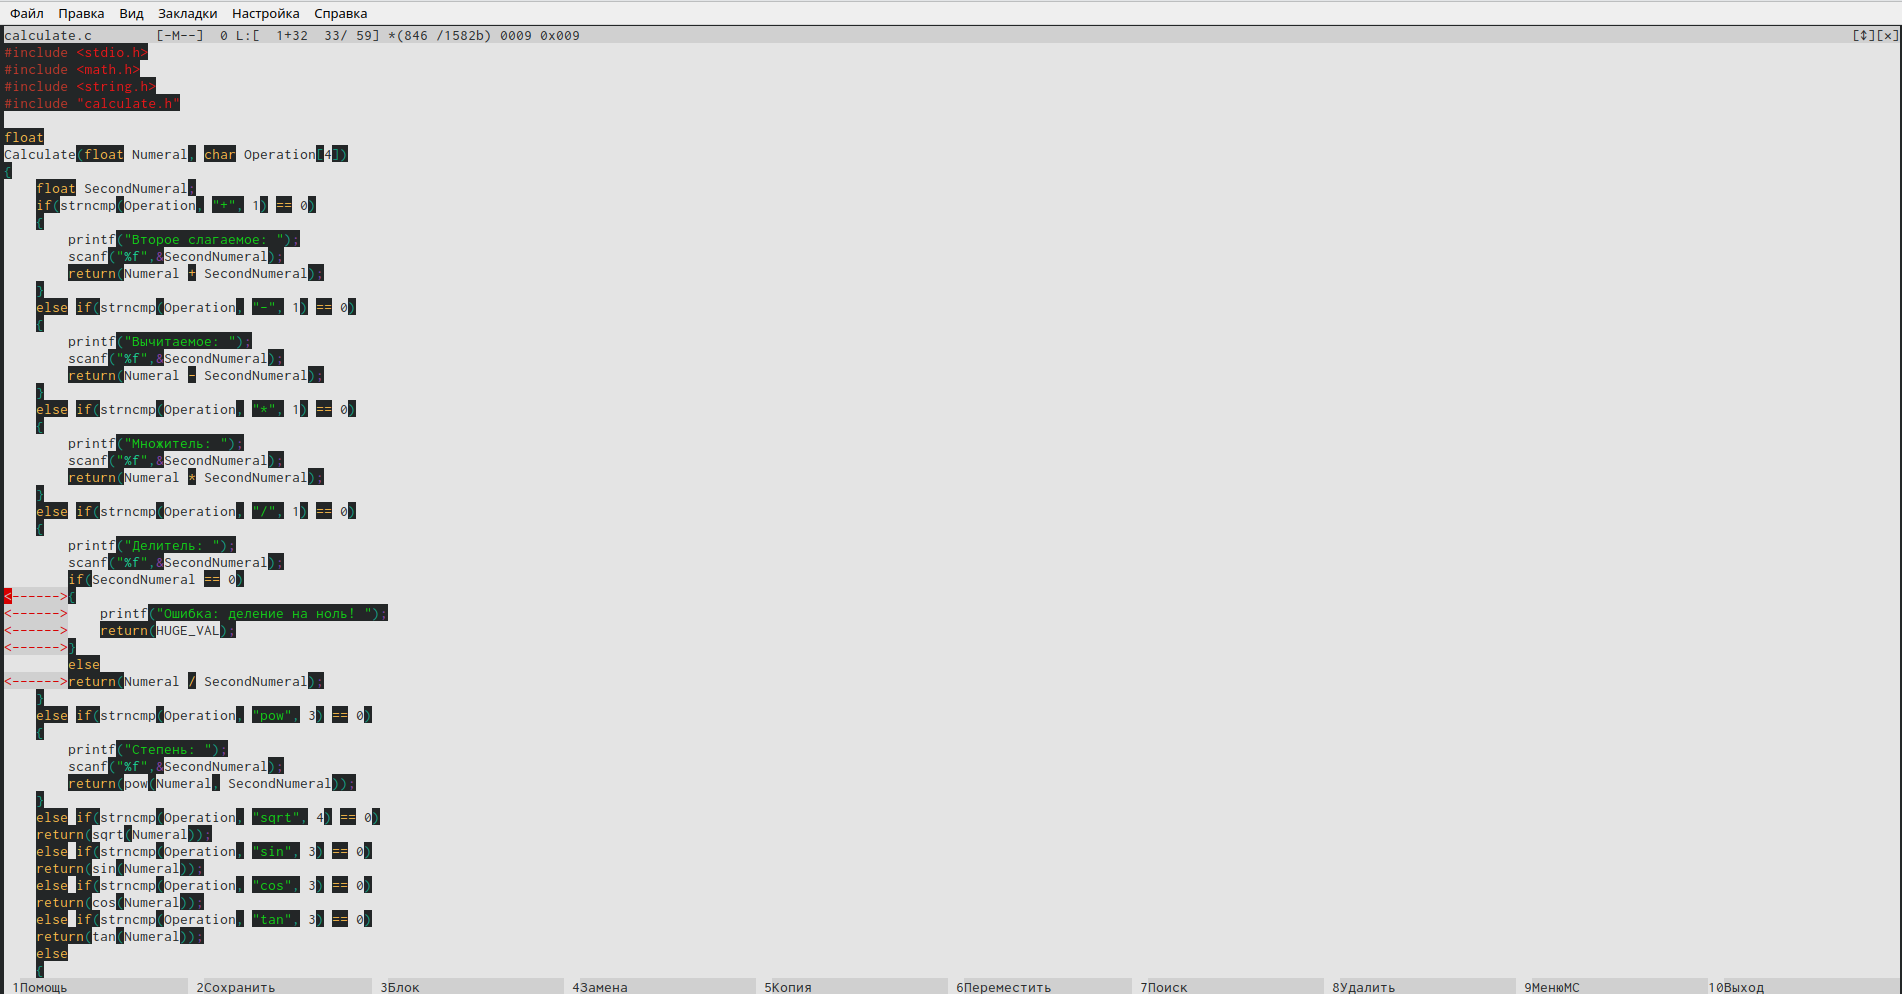 Файл Правка Вид Закладки Настройка Справка
calculate.c [-M--] 0 L:[ 1+32 33/ 59] *(846 /1582b) 0009 0x009 [↕][×]
#include <stdio.h>
#include <math.h>
#include <string.h>
#include "calculate.h"
float
Calculate(float Numeral, char Operation[4])
{
    float SecondNumeral;
    if(strncmp(Operation, "+", 1) == 0)
    {
        printf("Второе слагаемое: ");
        scanf("%f",&SecondNumeral);
        return(Numeral + SecondNumeral);
    }
    else if(strncmp(Operation, "-", 1) == 0)
    {
        printf("Вычитаемое: ");
        scanf("%f",&SecondNumeral);
        return(Numeral - SecondNumeral);
    }
    else if(strncmp(Operation, "*", 1) == 0)
    {
        printf("Множитель: ");
        scanf("%f",&SecondNumeral);
        return(Numeral * SecondNumeral);
    }
    else if(strncmp(Operation, "/", 1) == 0)
    {
        printf("Делитель: ");
        scanf("%f",&SecondNumeral);
        if(SecondNumeral == 0)
<------>{
<------>    printf("Ошибка: деление на ноль! ");
<------>    return(HUGE_VAL);
<------>}
        else
<------>return(Numeral / SecondNumeral);
    }
    else if(strncmp(Operation, "pow", 3) == 0)
    {
        printf("Степень: ");
        scanf("%f",&SecondNumeral);
        return(pow(Numeral, SecondNumeral));
    }
    else if(strncmp(Operation, "sqrt", 4) == 0)
    return(sqrt(Numeral));
    else if(strncmp(Operation, "sin", 3) == 0)
    return(sin(Numeral));
    else if(strncmp(Operation, "cos", 3) == 0)
    return(cos(Numeral));
    else if(strncmp(Operation, "tan", 3) == 0)
    return(tan(Numeral));
    else
    {
1Помощь 2Сохранить 3Блок 4Замена 5Копия 6Переместить 7Поиск 8Удалить 9МенюМС 10Выход